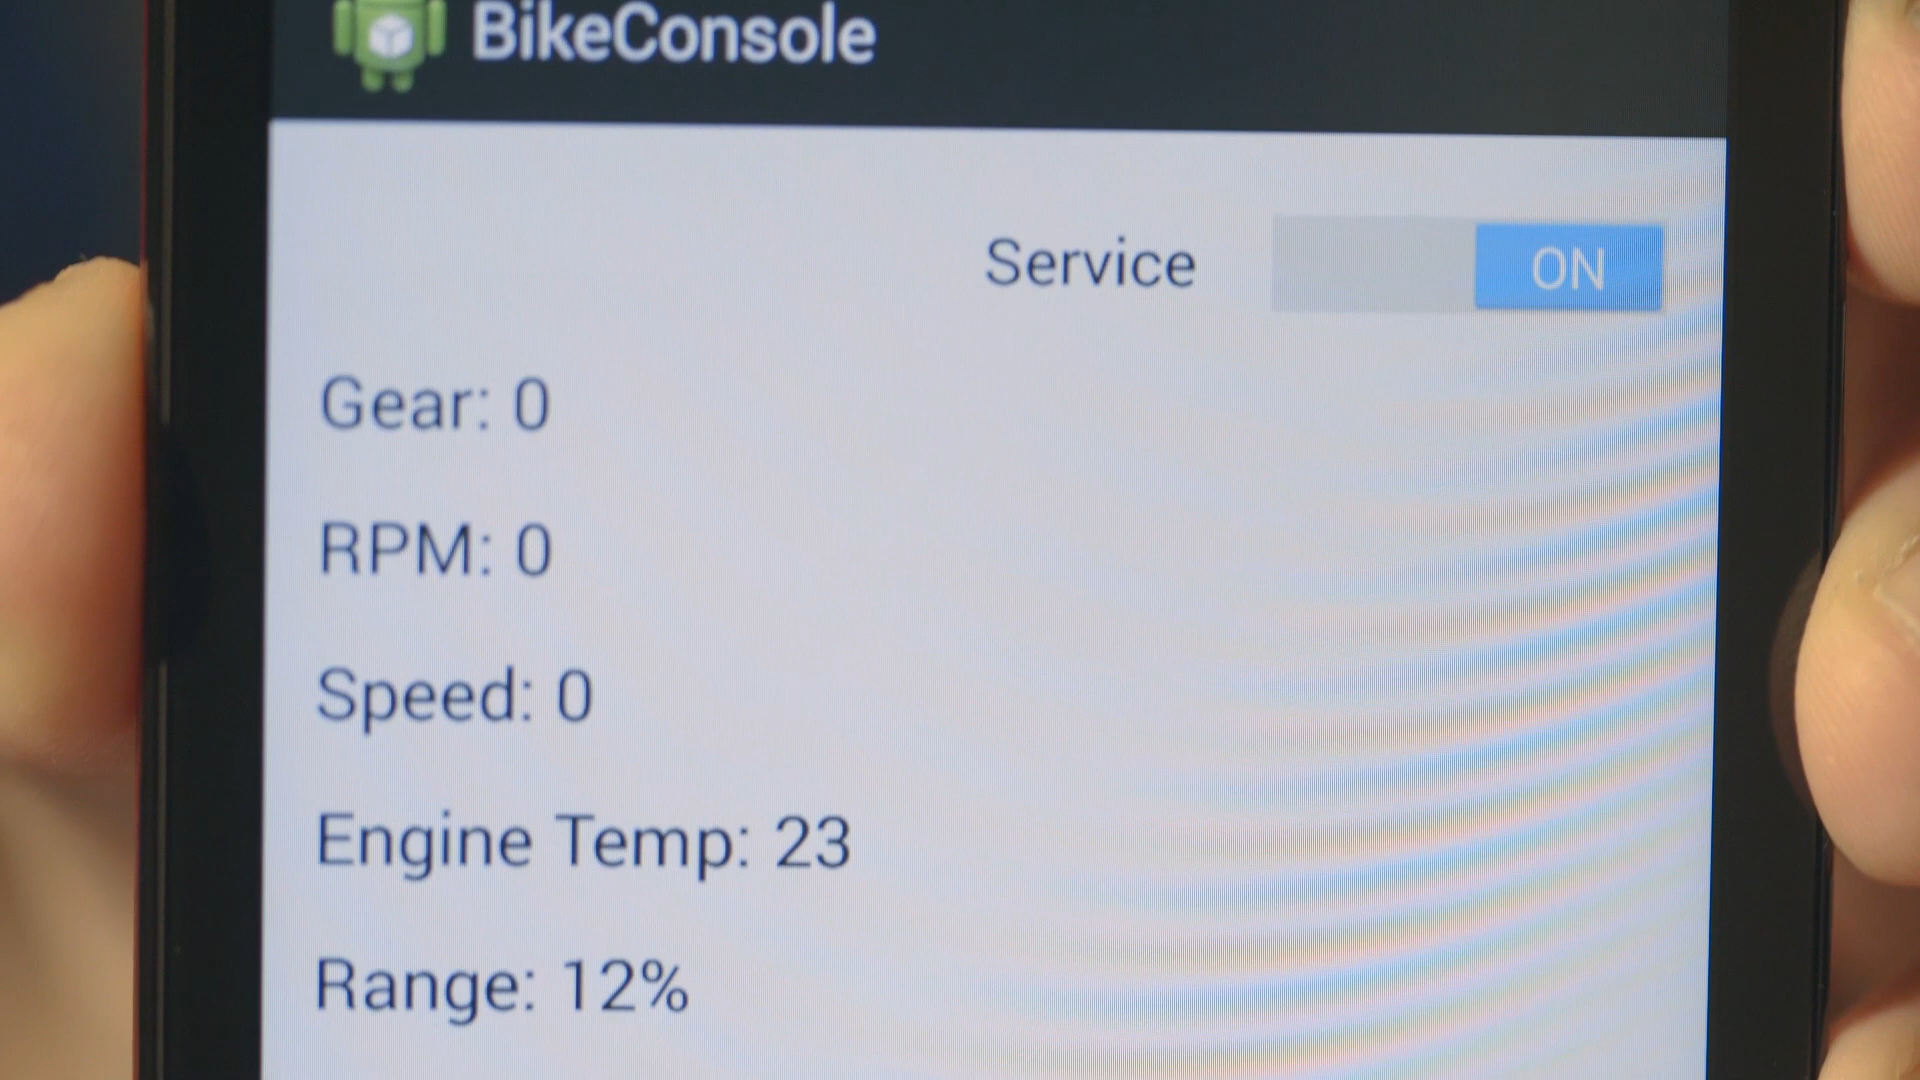 BikeConsole
Service ON
Gear: 0
RPM: 0
Speed: 0
Engine Temp: 23
Range: 12%